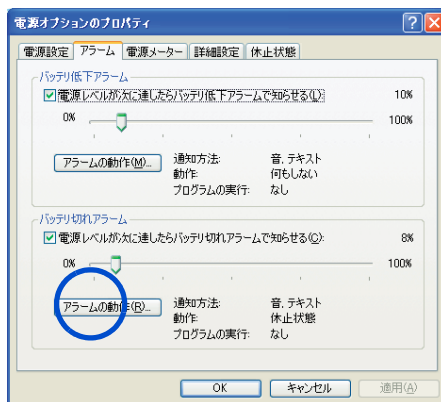 電源オプションのプロパティ
電源設定 アラーム 電源メーター 詳細設定 休止状態
バッテリ低下アラーム
電源レベルが次に達したらバッテリ低下アラームで知らせる(L): 10%
0% 100%
アラームの動作(M)... 通知方法: 音, テキスト
動作: 何もしない
プログラムの実行: なし
バッテリ切れアラーム
電源レベルが次に達したらバッテリ切れアラームで知らせる(C): 8%
0% 100%
アラームの動作(R)... 通知方法: 音, テキスト
動作: 休止状態
プログラムの実行: なし
OK キャンセル 適用(A)